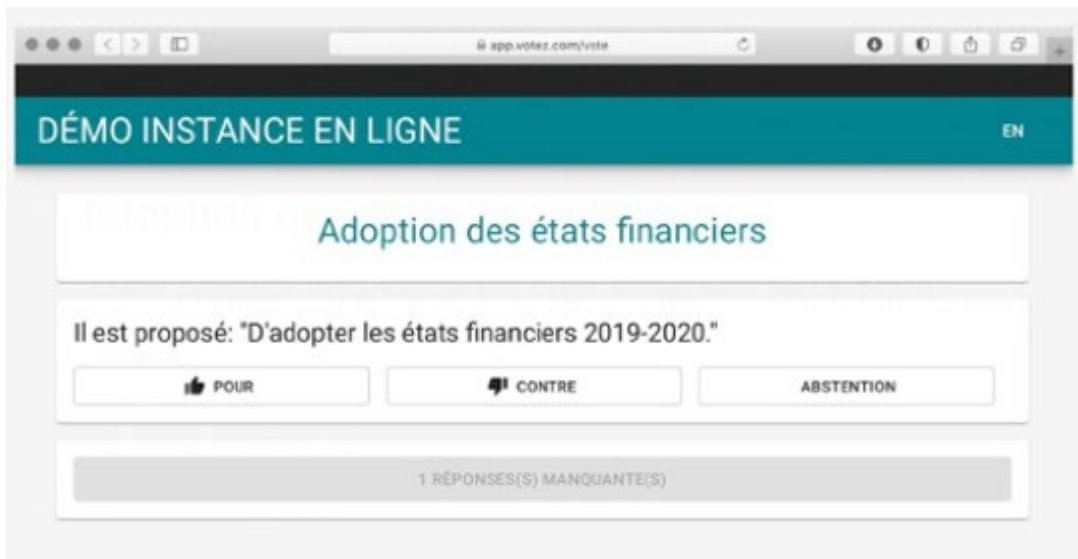 app.votez.com/vote
DÉMO INSTANCE EN LIGNE
EN
Adoption des états financiers
Il est proposé: "D'adopter les états financiers 2019-2020."
POUR
CONTRE
ABSTENTION
1 RÉPONSES(S) MANQUANTE(S)